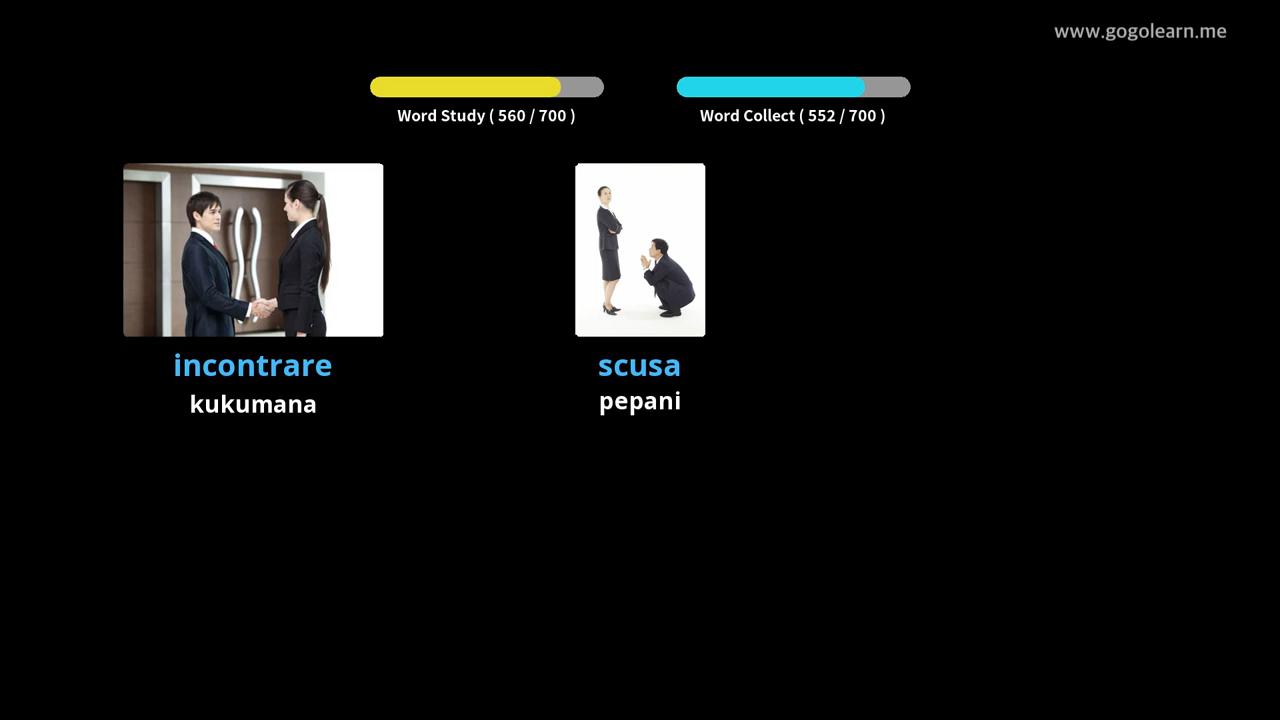 www.gogolearn.me
Word Study ( 560 / 700 )
Word Collect ( 552 / 700 )
incontrare
kukumana
scusa
pepani